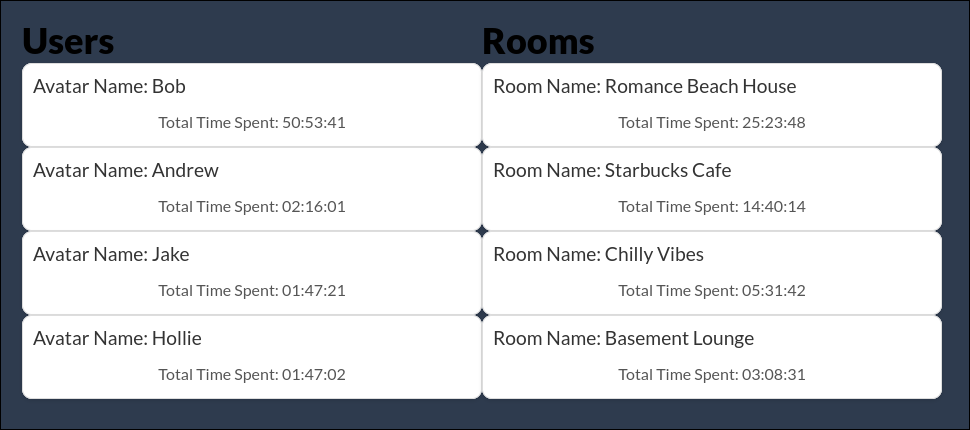 Users
Avatar Name: Bob
Total Time Spent: 50:53:41
Avatar Name: Andrew
Total Time Spent: 02:16:01
Avatar Name: Jake
Total Time Spent: 01:47:21
Avatar Name: Hollie
Total Time Spent: 01:47:02
Rooms
Room Name: Romance Beach House
Total Time Spent: 25:23:48
Room Name: Starbucks Cafe
Total Time Spent: 14:40:14
Room Name: Chilly Vibes
Total Time Spent: 05:31:42
Room Name: Basement Lounge
Total Time Spent: 03:08:31